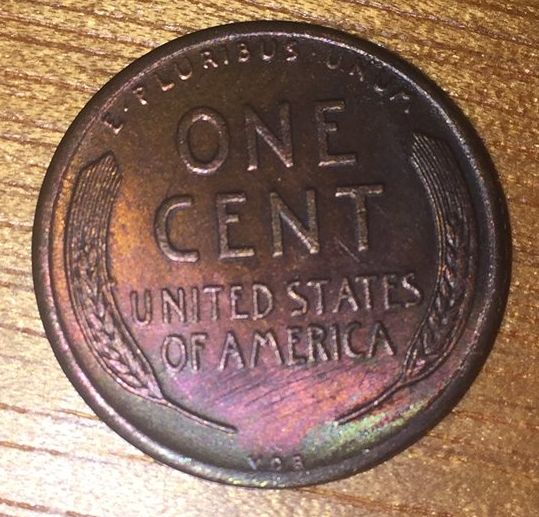 E · PLURIBUS · UNUM
ONE
CENT
UNITED STATES
OF AMERICA
V.D.B.